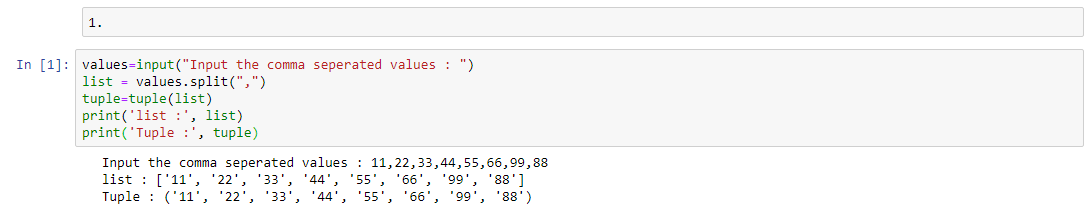 1.
In [1]: values=input("Input the comma seperated values : ")
list = values.split(",")
tuple=tuple(list)
print('list :', list)
print('Tuple :', tuple)
Input the comma seperated values : 11,22,33,44,55,66,99,88
list : ['11', '22', '33', '44', '55', '66', '99', '88']
Tuple : ('11', '22', '33', '44', '55', '66', '99', '88')